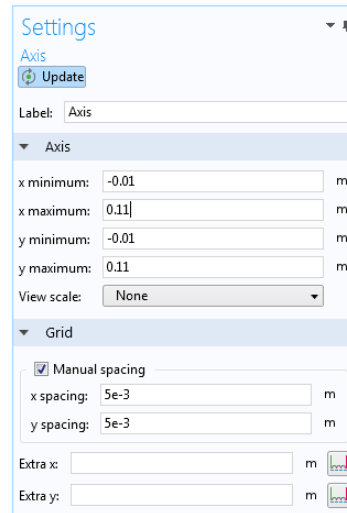 Settings
Axis
Update
Label: Axis
Axis
x minimum: -0.01 m
x maximum: 0.11 m
y minimum: -0.01 m
y maximum: 0.11 m
View scale: None
Grid
Manual spacing
x spacing: 5e-3 m
y spacing: 5e-3 m
Extra x: m
Extra y: m